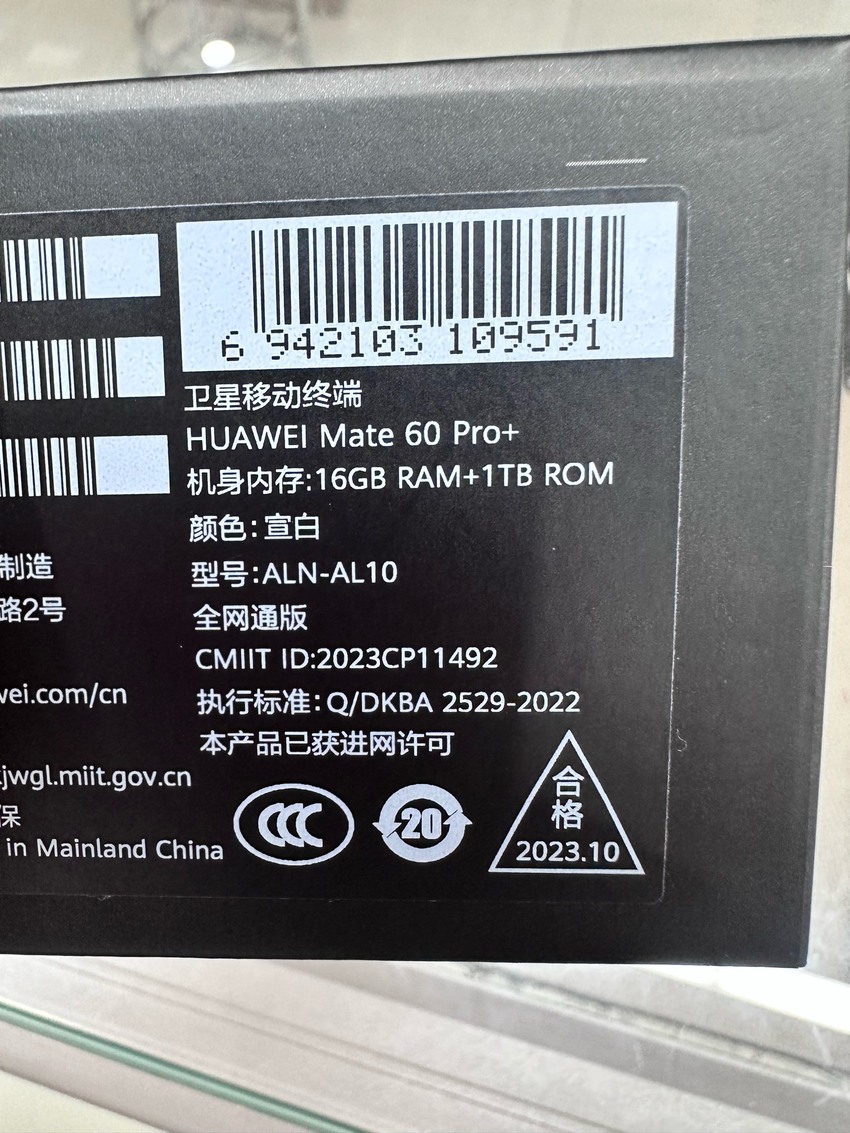 6 942103 109591
卫星移动终端
HUAWEI Mate 60 Pro+
机身内存:16GB RAM+1TB ROM
颜色:宣白
型号:ALN-AL10
全网通版
CMIIT ID:2023CP11492
执行标准:Q/DKBA 2529-2022
本产品已获进网许可
制造
路2号
wei.com/cn
jwgl.miit.gov.cn
保
in Mainland China
CCC
20
合格
2023.10